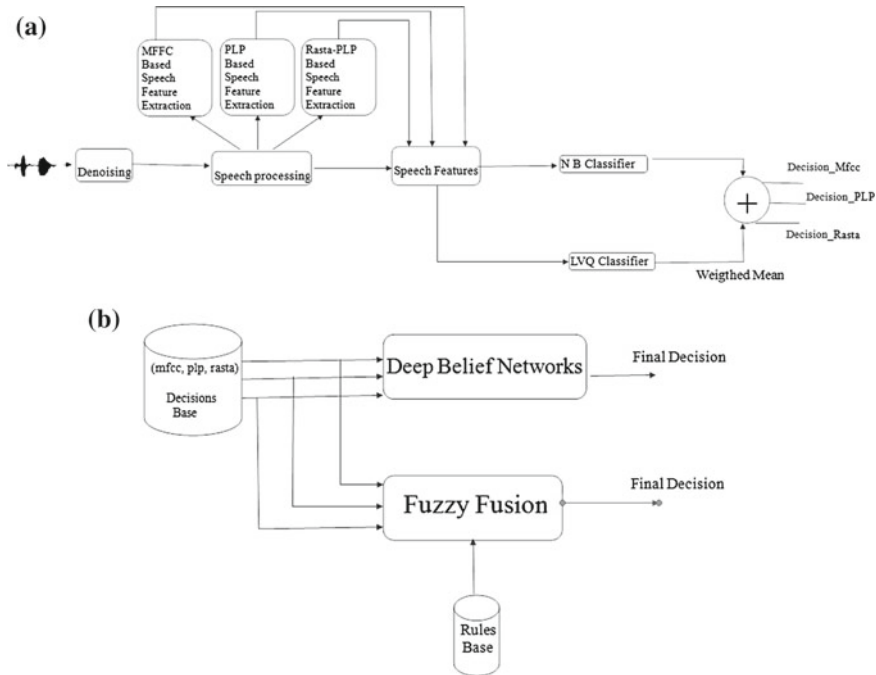 (a)
MFFC
Based
Speech
Feature
Extraction
PLP
Based
Speech
Feature
Extraction
Rasta-PLP
Based
Speech
Feature
Extraction
Denoising
Speech processing
Speech Features
N B Classifier
LVQ Classifier
Weigthed Mean
+
Decision_Mfcc
Decision_PLP
Decision_Rasta
(b)
(mfcc, plp, rasta)
Decisions
Base
Deep Belief Networks
Final Decision
Fuzzy Fusion
Final Decision
Rules
Base